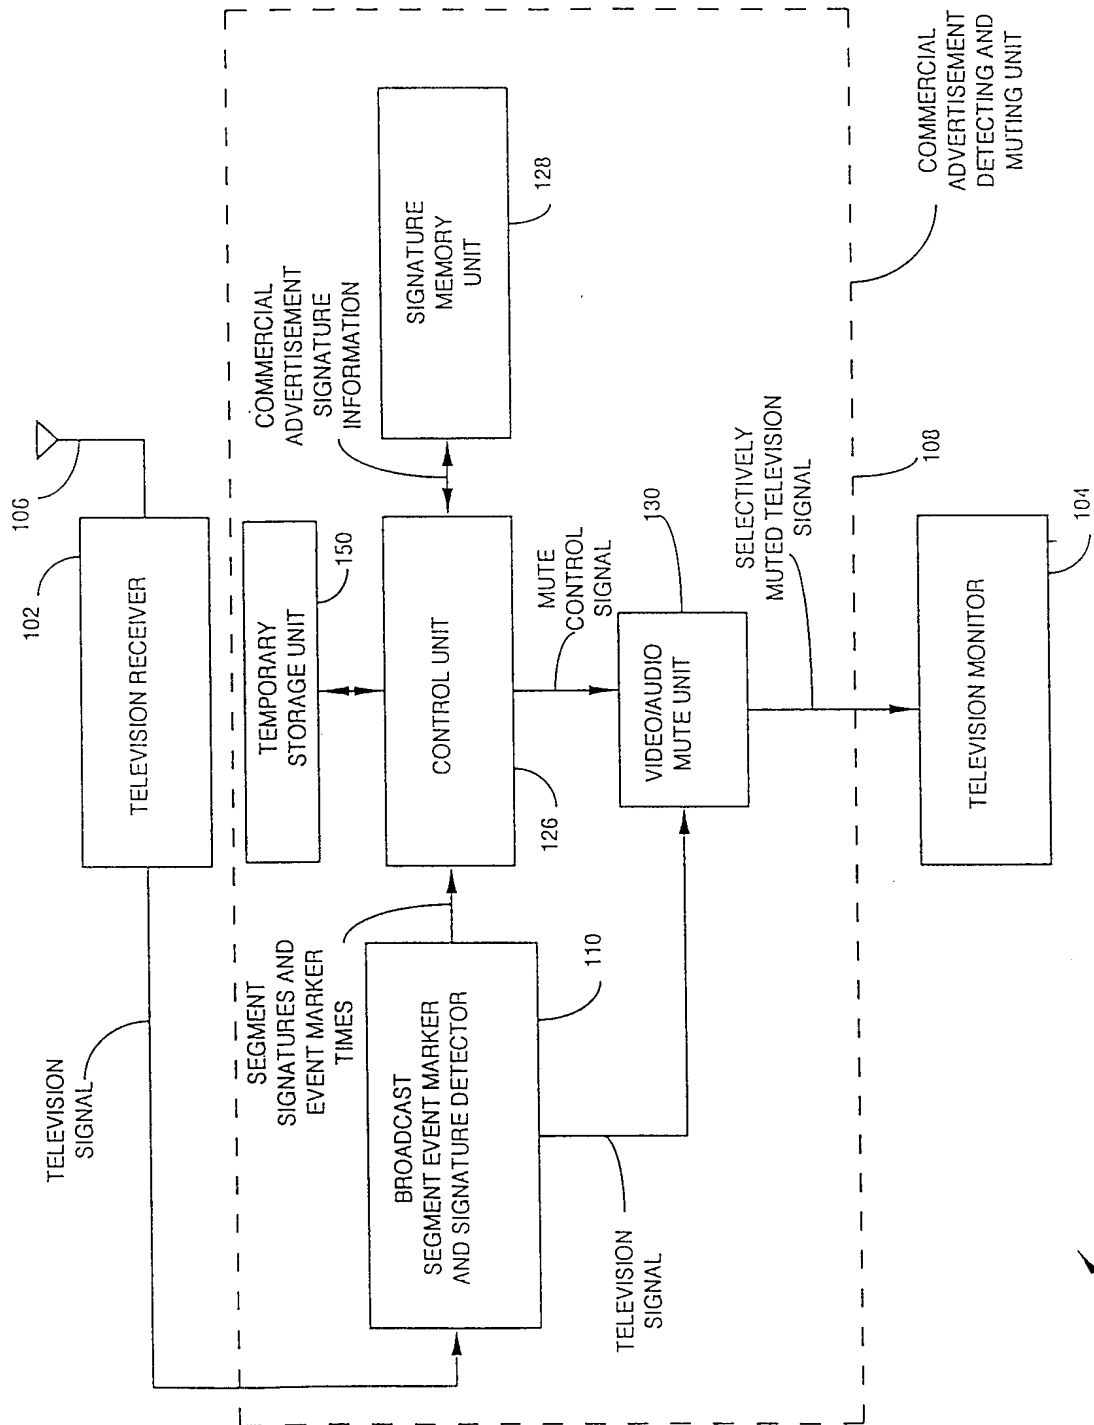 TELEVISION
SIGNAL
TELEVISION RECEIVER
102
106
SEGMENT
SIGNATURES AND
EVENT MARKER
TIMES
TEMPORARY
STORAGE UNIT
150
COMMERCIAL
ADVERTISEMENT
SIGNATURE
INFORMATION
BROADCAST
SEGMENT EVENT MARKER
AND SIGNATURE DETECTOR
110
CONTROL UNIT
126
SIGNATURE
MEMORY
UNIT
128
TELEVISION
SIGNAL
MUTE
CONTROL
SIGNAL
VIDEO/AUDIO
MUTE UNIT
130
SELECTIVELY
MUTED TELEVISION
SIGNAL
108
COMMERCIAL
ADVERTISEMENT
DETECTING AND
MUTING UNIT
TELEVISION MONITOR
104